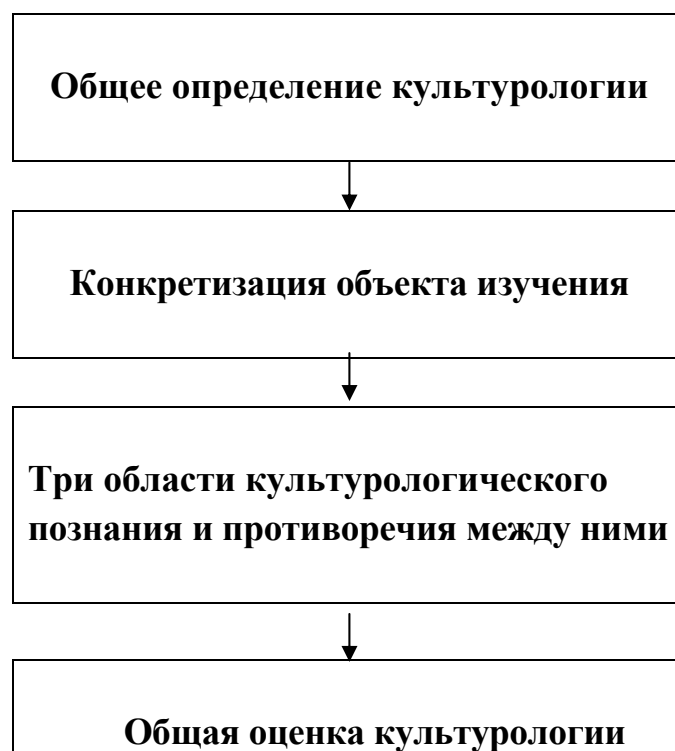 Общее определение культурологии
Конкретизация объекта изучения
Три области культурологического
познания и противоречия между ними
Общая оценка культурологии